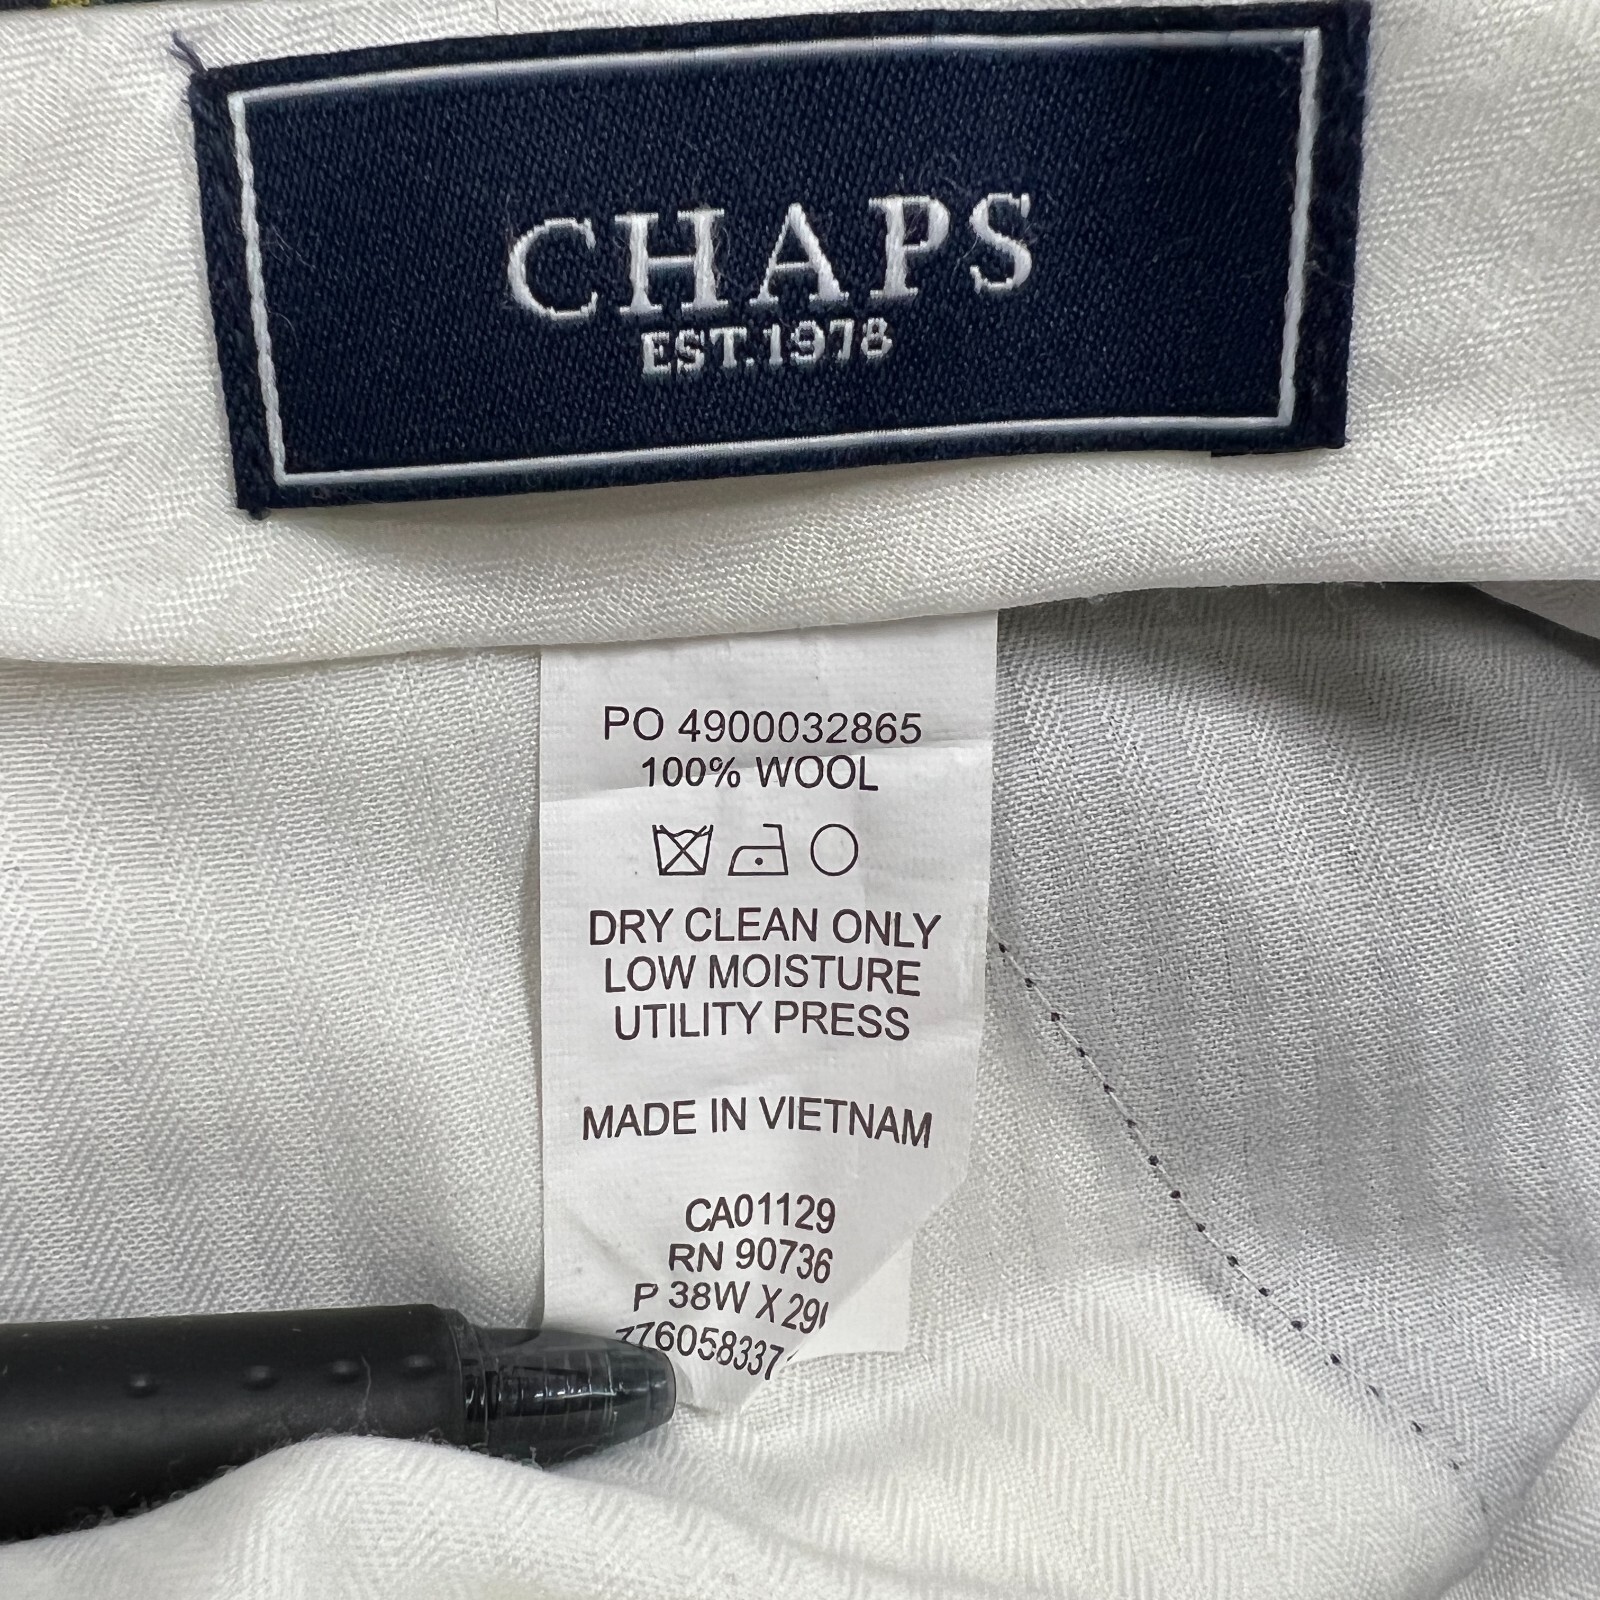 CHAPS
EST.1978
PO 4900032865
100% WOOL
DRY CLEAN ONLY
LOW MOISTURE
UTILITY PRESS
MADE IN VIETNAM
CA01129
RN 90736
P 38W X